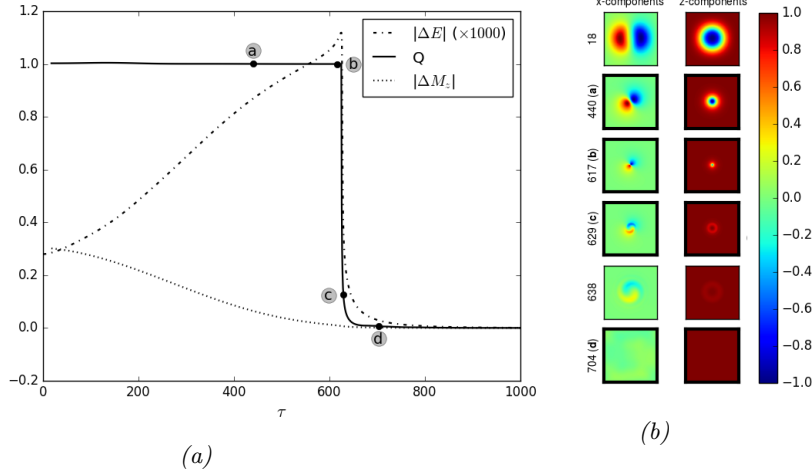 1.2
1.0
0.8
0.6
0.4
0.2
0.0
−0.2
0
200
400
600
800
1000
τ
|ΔE| (×1000)
Q
|ΔM_z|
a
b
c
d
(a)
x-components
z-components
18
440 (a)
617 (b)
629 (c)
638
704 (d)
1.0
0.8
0.6
0.4
0.2
0.0
−0.2
−0.4
−0.6
−0.8
−1.0
(b)